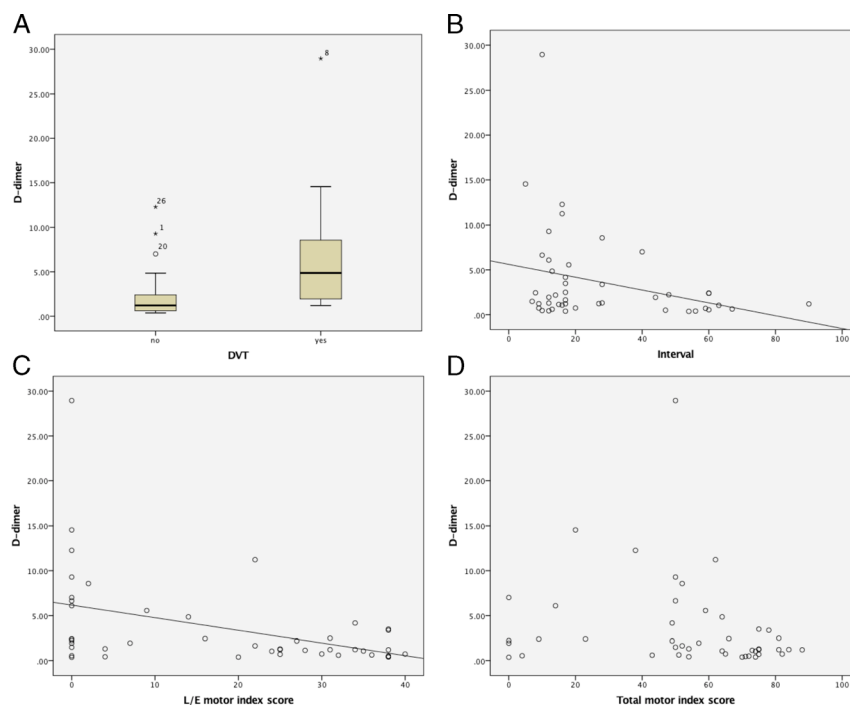 A
30.00
25.00
20.00
15.00
10.00
5.00
.00
D-dimer
8
26
1
20
no
yes
DVT
B
30.00
25.00
20.00
15.00
10.00
5.00
.00
D-dimer
0 20 40 60 80 100
Interval
C
30.00
25.00
20.00
15.00
10.00
5.00
.00
D-dimer
0 10 20 30 40
L/E motor index score
D
30.00
25.00
20.00
15.00
10.00
5.00
.00
D-dimer
0 20 40 60 80 100
Total motor index score